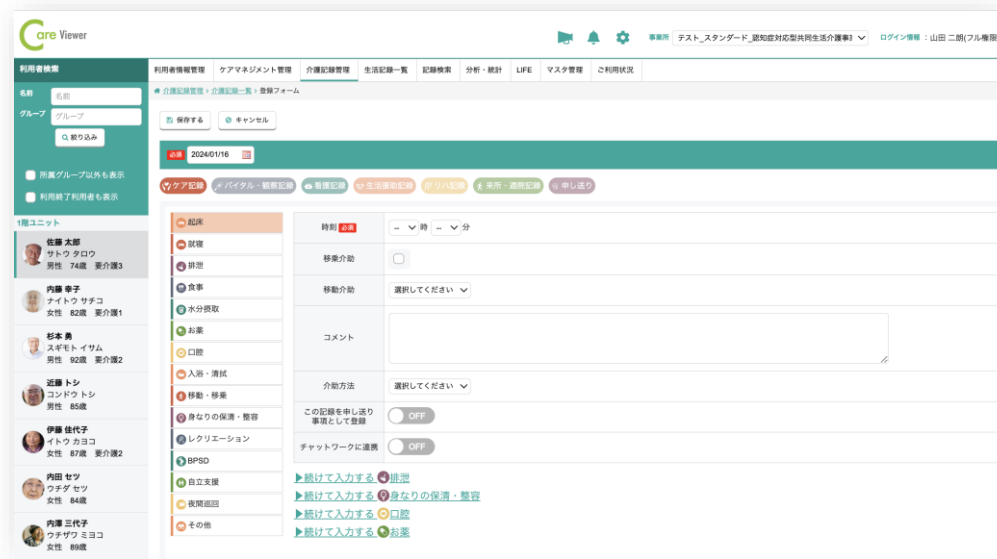 Care Viewer
事業所 テスト_スタンダード_認知症対応型共同生活介護事 ログイン情報 ：山田 二朗(フル権限
利用者検索
利用者情報管理 ケアマネジメント管理 介護記録管理 生活記録一覧 記録検索 分析・統計 LIFE マスタ管理 ご利用状況
名前 名前
グループ グループ
絞り込み
所属グループ以外も表示
利用終了利用者も表示
1階ユニット
佐藤 太郎
サトウ タロウ
男性 74歳 要介護3
内藤 幸子
ナイトウ サチコ
女性 82歳 要介護1
杉本 勇
スギモト イサム
男性 92歳 要介護2
近藤 トシ
コンドウ トシ
男性 85歳
伊藤 佳代子
イトウ カヨコ
女性 87歳 要介護2
内田 セツ
ウチダ セツ
女性 84歳
内澤 三代子
ウチザワ ミヨコ
女性 89歳
介護記録管理 › 介護記録一覧 › 登録フォーム
保存する キャンセル
必須 2024/01/16
ケア記録 バイタル・観察記録 看護記録 生活援助記録 リハ記録 来所・通院記録 申し送り
起床
就寝
排泄
食事
水分摂取
お薬
口腔
入浴・清拭
移動・移乗
身なりの保清・整容
レクリエーション
BPSD
自立支援
夜間巡回
その他
時刻 必須 -- 時 -- 分
移乗介助
移動介助 選択してください
コメント
介助方法 選択してください
この記録を申し送り
事項として登録 OFF
チャットワークに連携 OFF
▶続けて入力する 排泄
▶続けて入力する 身なりの保清・整容
▶続けて入力する 口腔
▶続けて入力する お薬